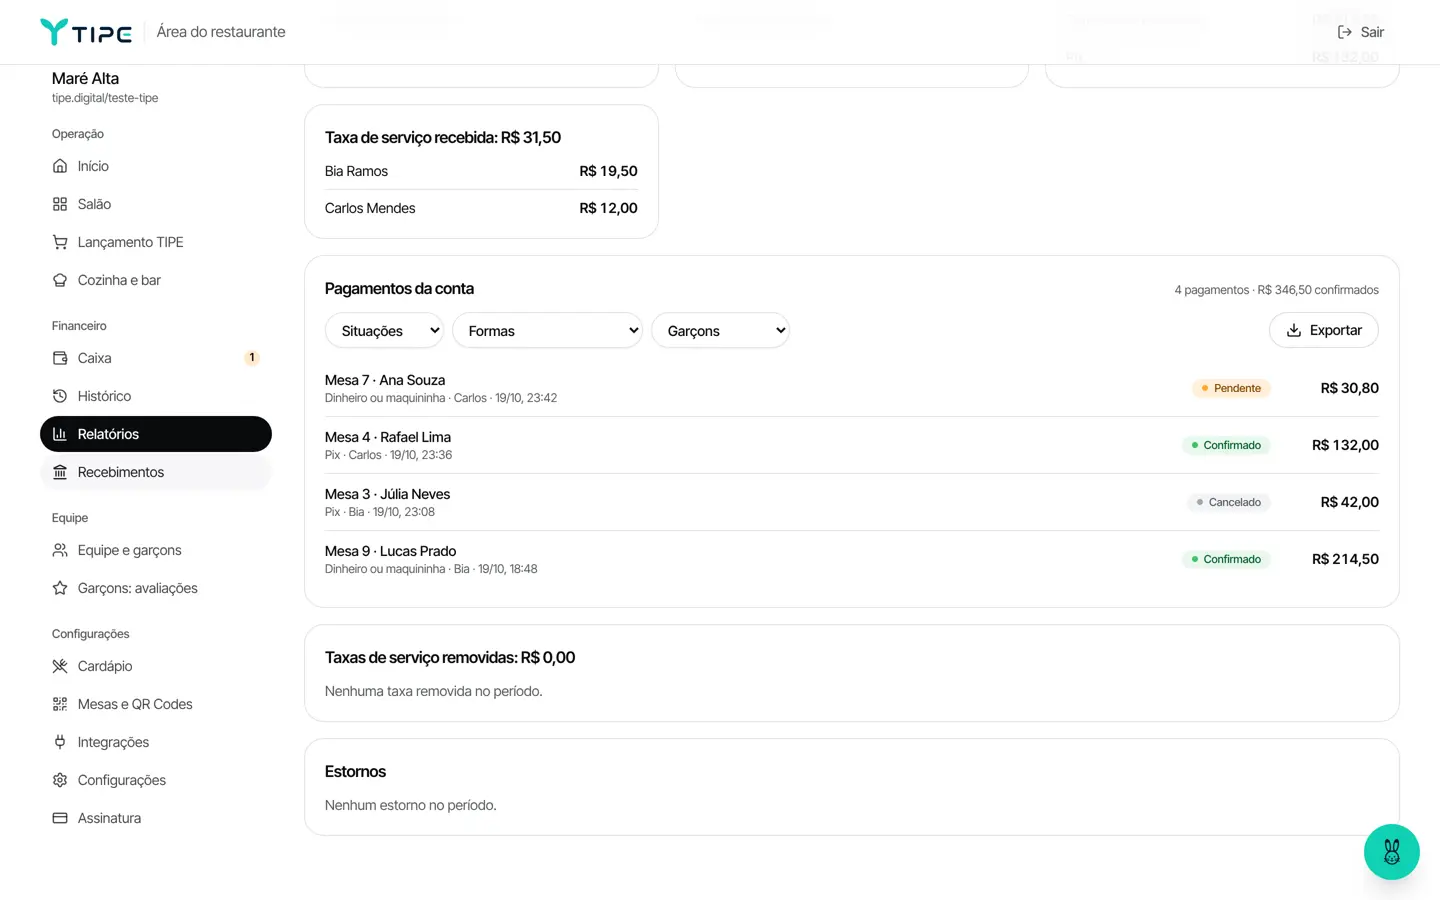 TIPE
Área do restaurante
Sair
Maré Alta
tipe.digital/teste-tipe
Operação
Início
Salão
Lançamento TIPE
Cozinha e bar
Financeiro
Caixa 1
Histórico
Relatórios
Recebimentos
Equipe
Equipe e garçons
Garçons: avaliações
Configurações
Cardápio
Mesas e QR Codes
Integrações
Configurações
Assinatura
Pix R$ 132,00
Taxa de serviço recebida: R$ 31,50
Bia Ramos R$ 19,50
Carlos Mendes R$ 12,00
Pagamentos da conta
4 pagamentos · R$ 346,50 confirmados
Situações Formas Garçons Exportar
Mesa 7 · Ana Souza
Dinheiro ou maquininha · Carlos · 19/10, 23:42
Pendente R$ 30,80
Mesa 4 · Rafael Lima
Pix · Carlos · 19/10, 23:36
Confirmado R$ 132,00
Mesa 3 · Júlia Neves
Pix · Bia · 19/10, 23:08
Cancelado R$ 42,00
Mesa 9 · Lucas Prado
Dinheiro ou maquininha · Bia · 19/10, 18:48
Confirmado R$ 214,50
Taxas de serviço removidas: R$ 0,00
Nenhuma taxa removida no período.
Estornos
Nenhum estorno no período.